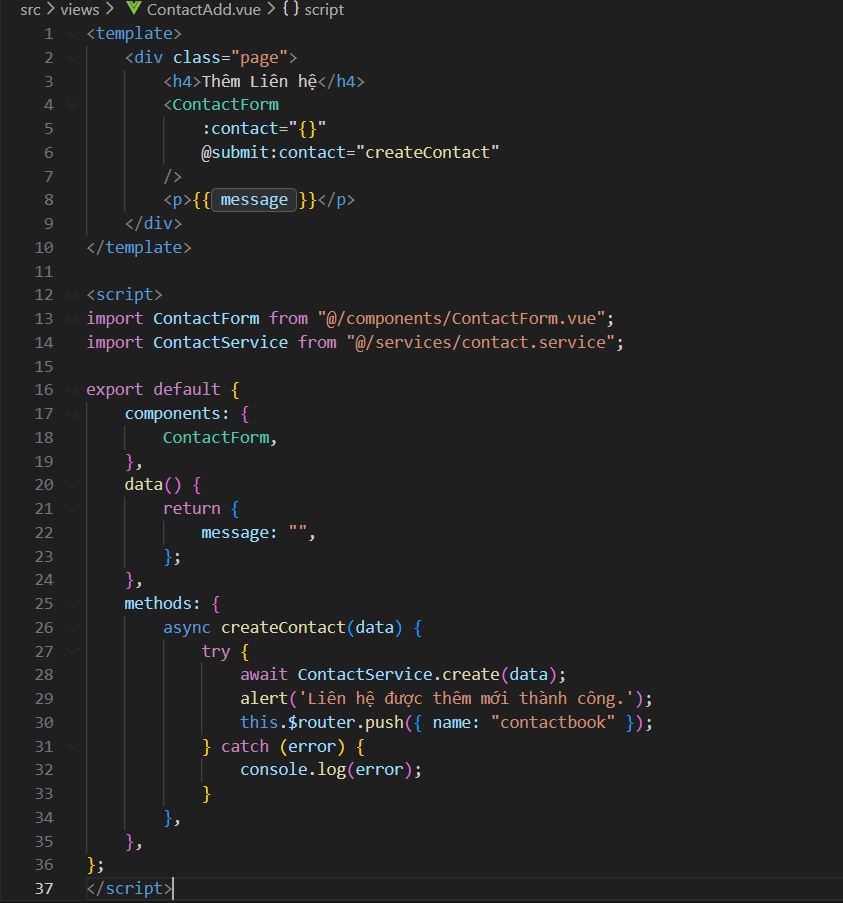 src > views > ContactAdd.vue > {} script
1 <template>
2 <div class="page">
3 <h4>Thêm Liên hệ</h4>
4 <ContactForm
5 :contact="{}"
6 @submit:contact="createContact"
7 />
8 <p>{{ message }}</p>
9 </div>
10 </template>
11
12 <script>
13 import ContactForm from "@/components/ContactForm.vue";
14 import ContactService from "@/services/contact.service";
15
16 export default {
17 components: {
18 ContactForm,
19 },
20 data() {
21 return {
22 message: "",
23 };
24 },
25 methods: {
26 async createContact(data) {
27 try {
28 await ContactService.create(data);
29 alert('Liên hệ được thêm mới thành công.');
30 this.$router.push({ name: "contactbook" });
31 } catch (error) {
32 console.log(error);
33 }
34 },
35 },
36 };
37 </script>